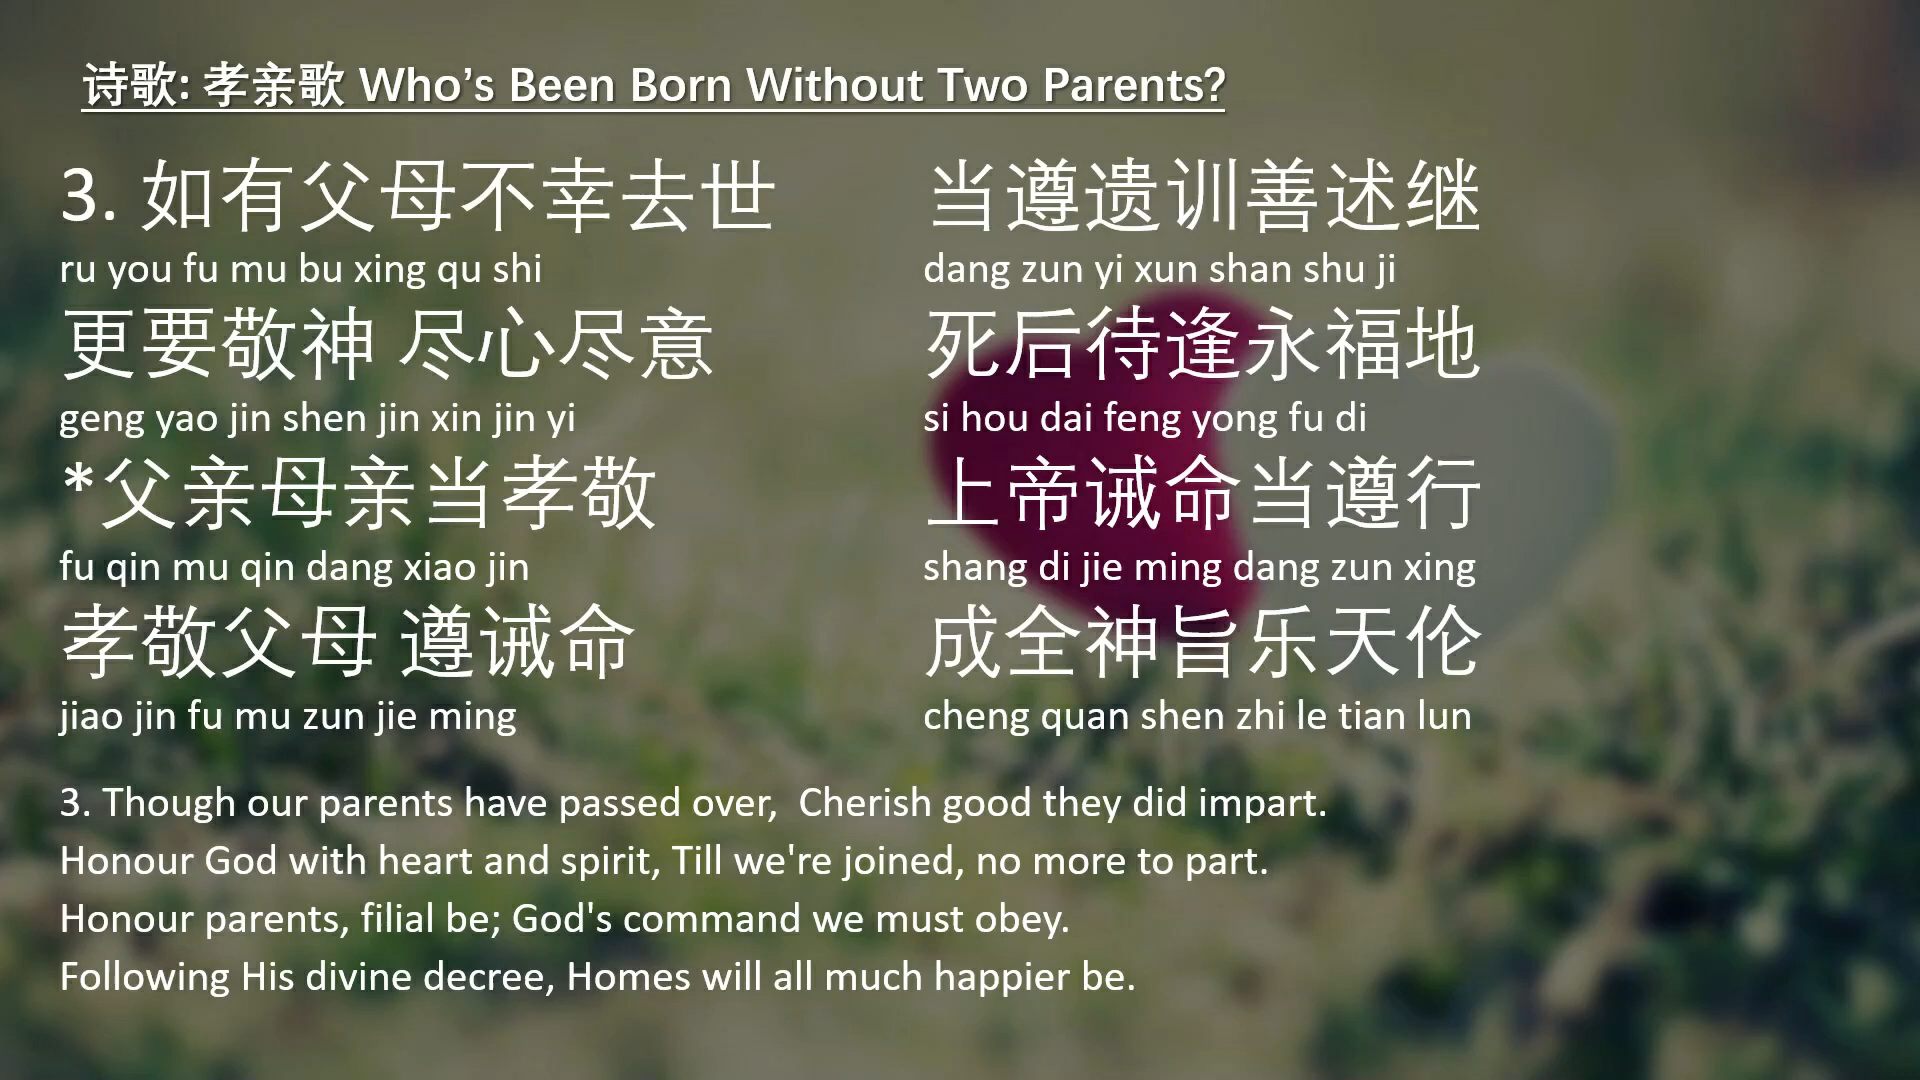 诗歌: 孝亲歌 Who’s Been Born Without Two Parents?
3. 如有父母不幸去世 当遵遗训善述继
ru you fu mu bu xing qu shi dang zun yi xun shan shu ji
更要敬神 尽心尽意 死后待逢永福地
geng yao jin shen jin xin jin yi si hou dai feng yong fu di
*父亲母亲当孝敬 上帝诫命当遵行
fu qin mu qin dang xiao jin shang di jie ming dang zun xing
孝敬父母 遵诫命 成全神旨乐天伦
jiao jin fu mu zun jie ming cheng quan shen zhi le tian lun
3. Though our parents have passed over,  Cherish good they did impart.
Honour God with heart and spirit, Till we're joined, no more to part.
Honour parents, filial be; God's command we must obey.
Following His divine decree, Homes will all much happier be.